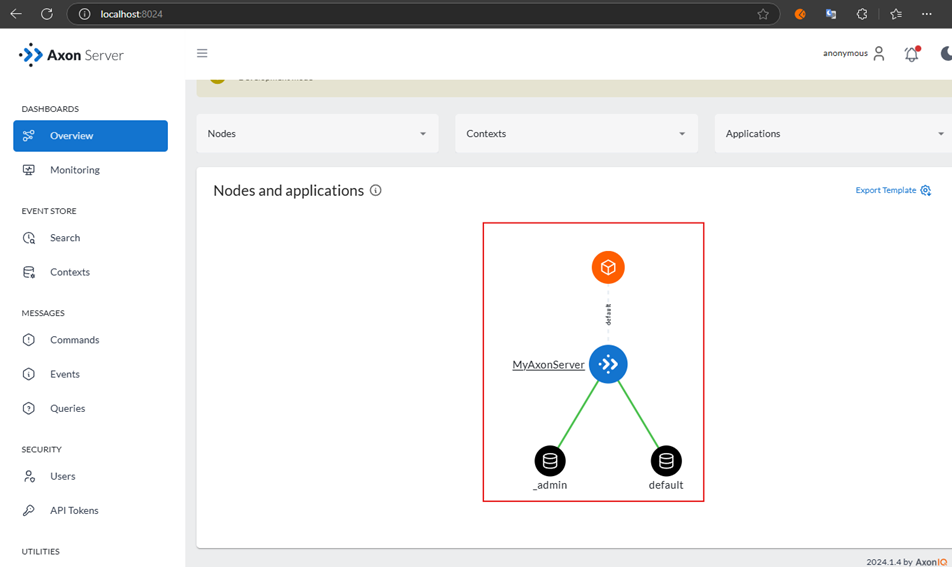 localhost:8024
Axon Server
anonymous
DASHBOARDS
Overview
Monitoring
EVENT STORE
Search
Contexts
MESSAGES
Commands
Events
Queries
SECURITY
Users
API Tokens
UTILITIES
Nodes
Contexts
Applications
Nodes and applications
Export Template
default
MyAxonServer
_admin
default
2024.1.4 by AxonIQ